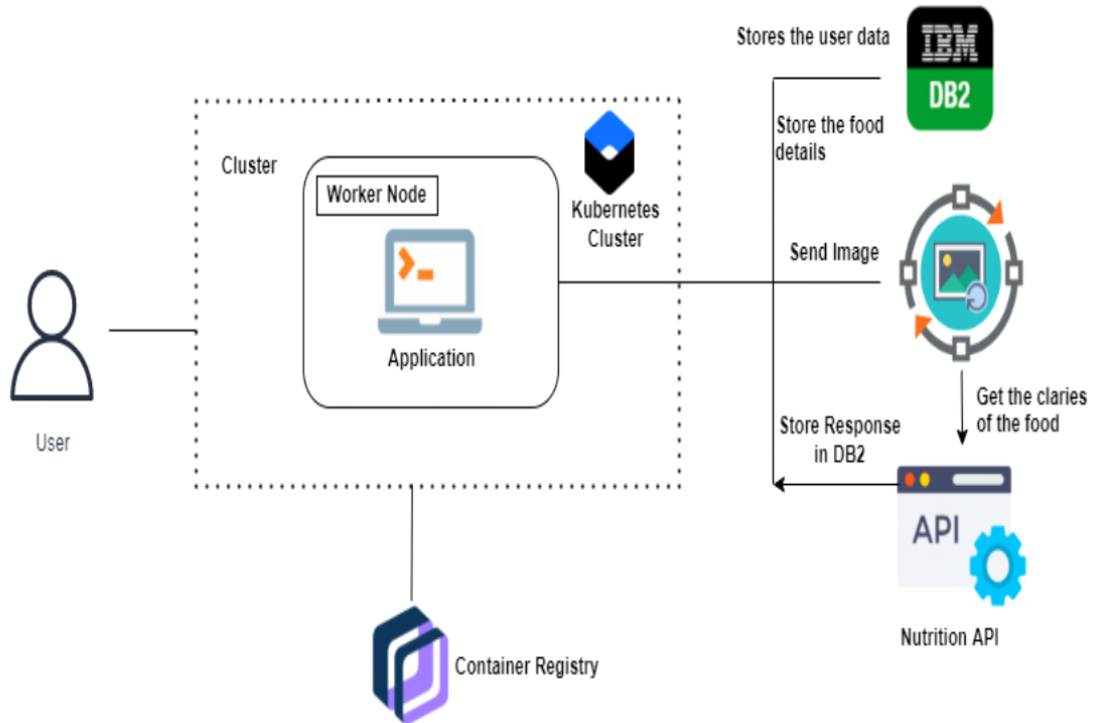 Stores the user data
IBM
DB2
Store the food
details
Cluster
Worker Node
Kubernetes
Cluster
Send Image
Application
User
Get the claries
of the food
Store Response
in DB2
API
Nutrition API
Container Registry